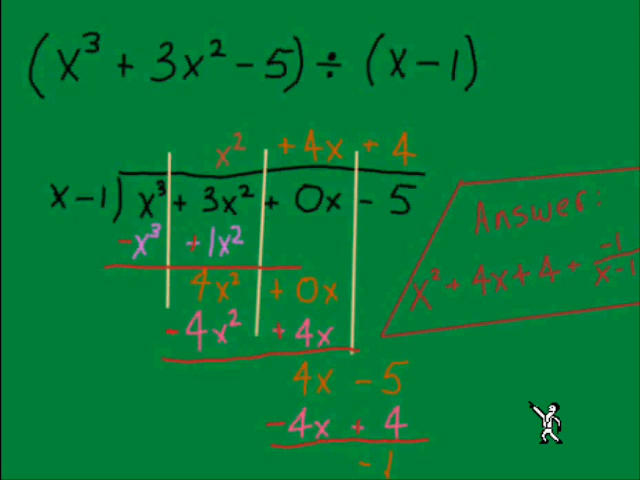 (x³ + 3x² - 5) ÷ (x - 1)
x² + 4x + 4
x - 1) x³ + 3x² + 0x - 5
-x³ + 1x²
4x² + 0x
-4x² + 4x
4x - 5
-4x + 4
-1
Answer:
x² + 4x + 4 + -1/(x-1)